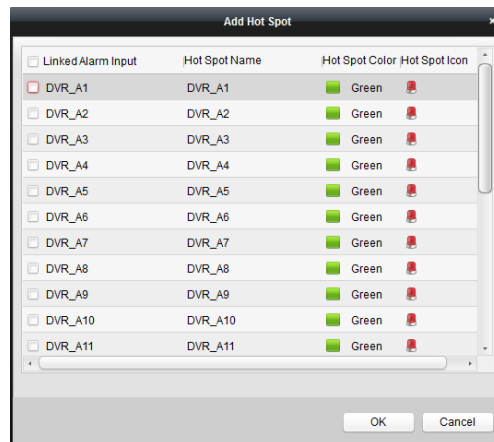 Add Hot Spot
Linked Alarm Input Hot Spot Name Hot Spot Color Hot Spot Icon
DVR_A1 DVR_A1 Green
DVR_A2 DVR_A2 Green
DVR_A3 DVR_A3 Green
DVR_A4 DVR_A4 Green
DVR_A5 DVR_A5 Green
DVR_A6 DVR_A6 Green
DVR_A7 DVR_A7 Green
DVR_A8 DVR_A8 Green
DVR_A9 DVR_A9 Green
DVR_A10 DVR_A10 Green
DVR_A11 DVR_A11 Green
OK Cancel